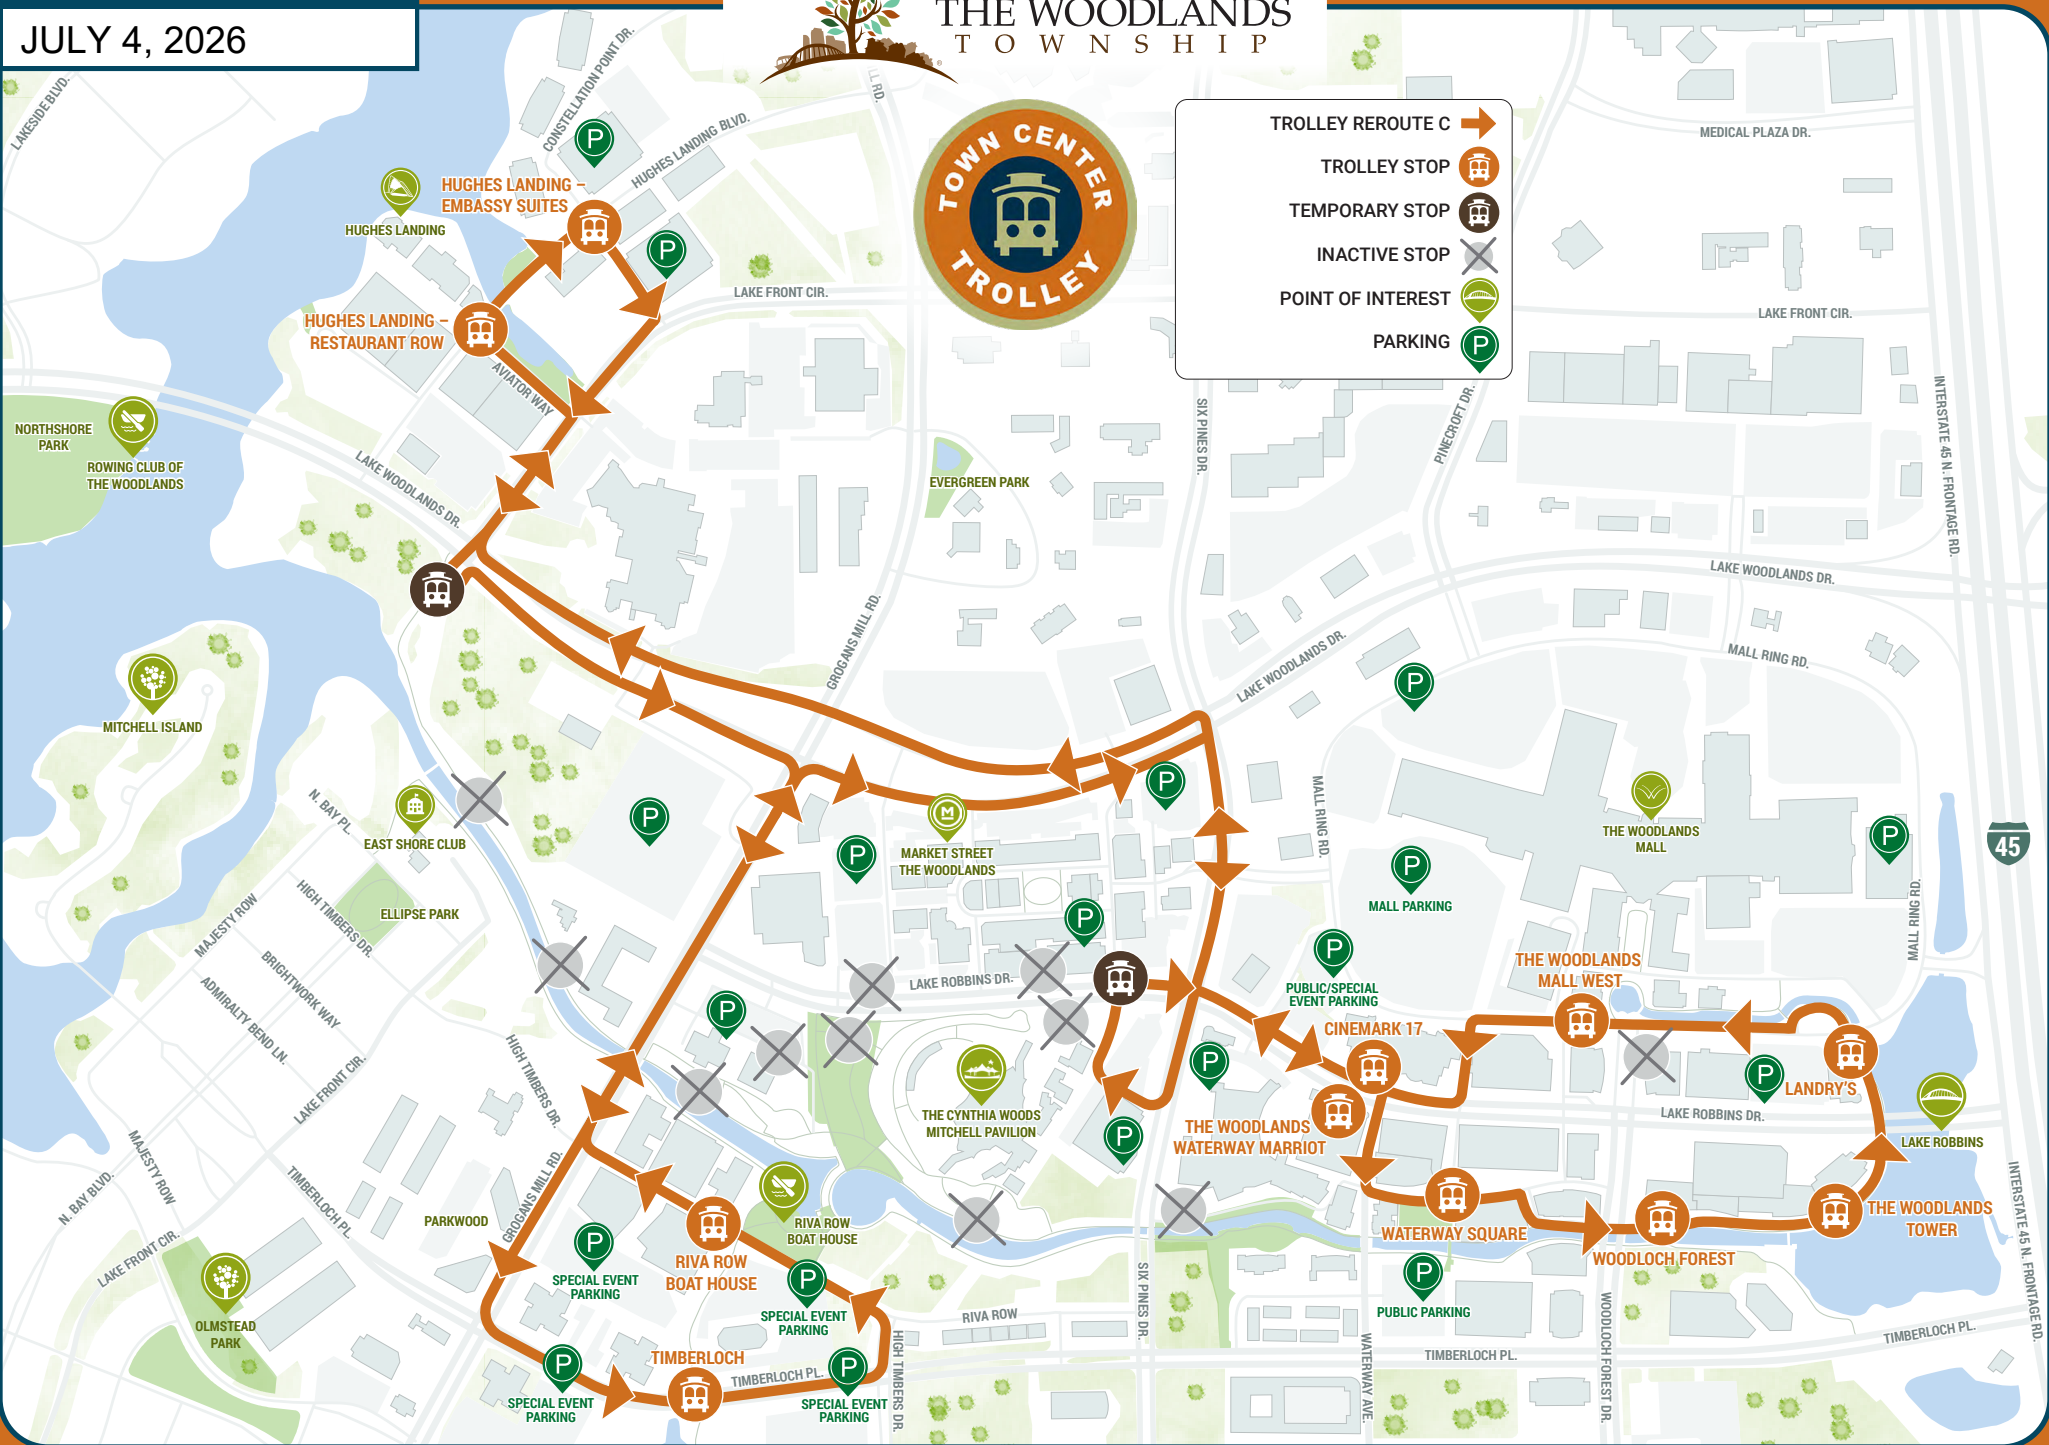 JULY 4, 2026
THE WOODLANDS
TOWNSHIP
TOWN CENTER
TROLLEY
TROLLEY REROUTE C
TROLLEY STOP
TEMPORARY STOP
INACTIVE STOP
POINT OF INTEREST
PARKING
P
LAKESIDE BLVD.
CONSTELLATION POINT DR.
LL RD.
HUGHES LANDING BLVD.
MEDICAL PLAZA DR.
P
HUGHES LANDING –
EMBASSY SUITES
HUGHES LANDING
P
LAKE FRONT CIR.
LAKE FRONT CIR.
HUGHES LANDING –
RESTAURANT ROW
AVIATOR WAY
NORTHSHORE
PARK
ROWING CLUB OF
THE WOODLANDS
LAKE WOODLANDS DR.
EVERGREEN PARK
SIX PINES DR.
PINECROFT DR.
INTERSTATE 45 N. FRONTAGE RD.
LAKE WOODLANDS DR.
GROGANS MILL RD.
LAKE WOODLANDS DR.
MALL RING RD.
P
MITCHELL ISLAND
N. BAY PL.
EAST SHORE CLUB
P
P
M
MARKET STREET
THE WOODLANDS
P
MALL RING RD.
THE WOODLANDS
MALL
P
45
P
MALL PARKING
MALL RING RD.
HIGH TIMBERS DR.
ELLIPSE PARK
MAJESTY ROW
BRIGHTWORK WAY
ADMIRALTY BEND LN.
P
LAKE ROBBINS DR.
P
PUBLIC/SPECIAL
EVENT PARKING
THE WOODLANDS
MALL WEST
P
CINEMARK 17
P
P
LANDRY'S
LAKE ROBBINS DR.
LAKE ROBBINS
HIGH TIMBERS DR.
LAKE FRONT CIR.
THE CYNTHIA WOODS
MITCHELL PAVILION
P
THE WOODLANDS
WATERWAY MARRIOT
MAJESTY ROW
N. BAY BLVD.
TIMBERLOCH PL.
GROGANS MILL RD.
PARKWOOD
LAKE FRONT CIR.
RIVA ROW
BOAT HOUSE
WATERWAY SQUARE
WOODLOCH FOREST
THE WOODLANDS
TOWER
INTERSTATE 45 N. FRONTAGE RD.
P
SPECIAL EVENT
PARKING
RIVA ROW
BOAT HOUSE
P
SPECIAL EVENT
PARKING
P
PUBLIC PARKING
OLMSTEAD
PARK
RIVA ROW
SIX PINES DR.
WOODLOCH FOREST DR.
TIMBERLOCH PL.
TIMBERLOCH PL.
WATERWAY AVE.
HIGH TIMBERS DR.
TIMBERLOCH
TIMBERLOCH PL.
P
SPECIAL EVENT
PARKING
P
SPECIAL EVENT
PARKING